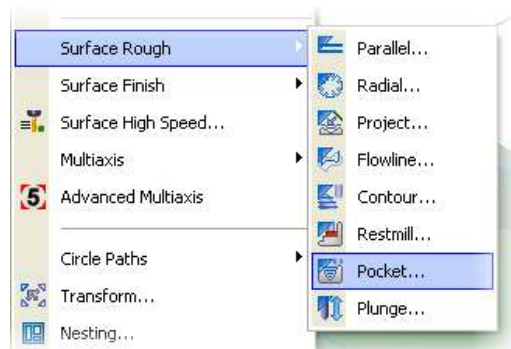 Surface Rough
Surface Finish
Surface High Speed...
Multiaxis
5 Advanced Multiaxis
Circle Paths
Transform...
Nesting...
Parallel...
Radial...
Project...
Flowline...
Contour...
Restmill...
Pocket...
Plunge...